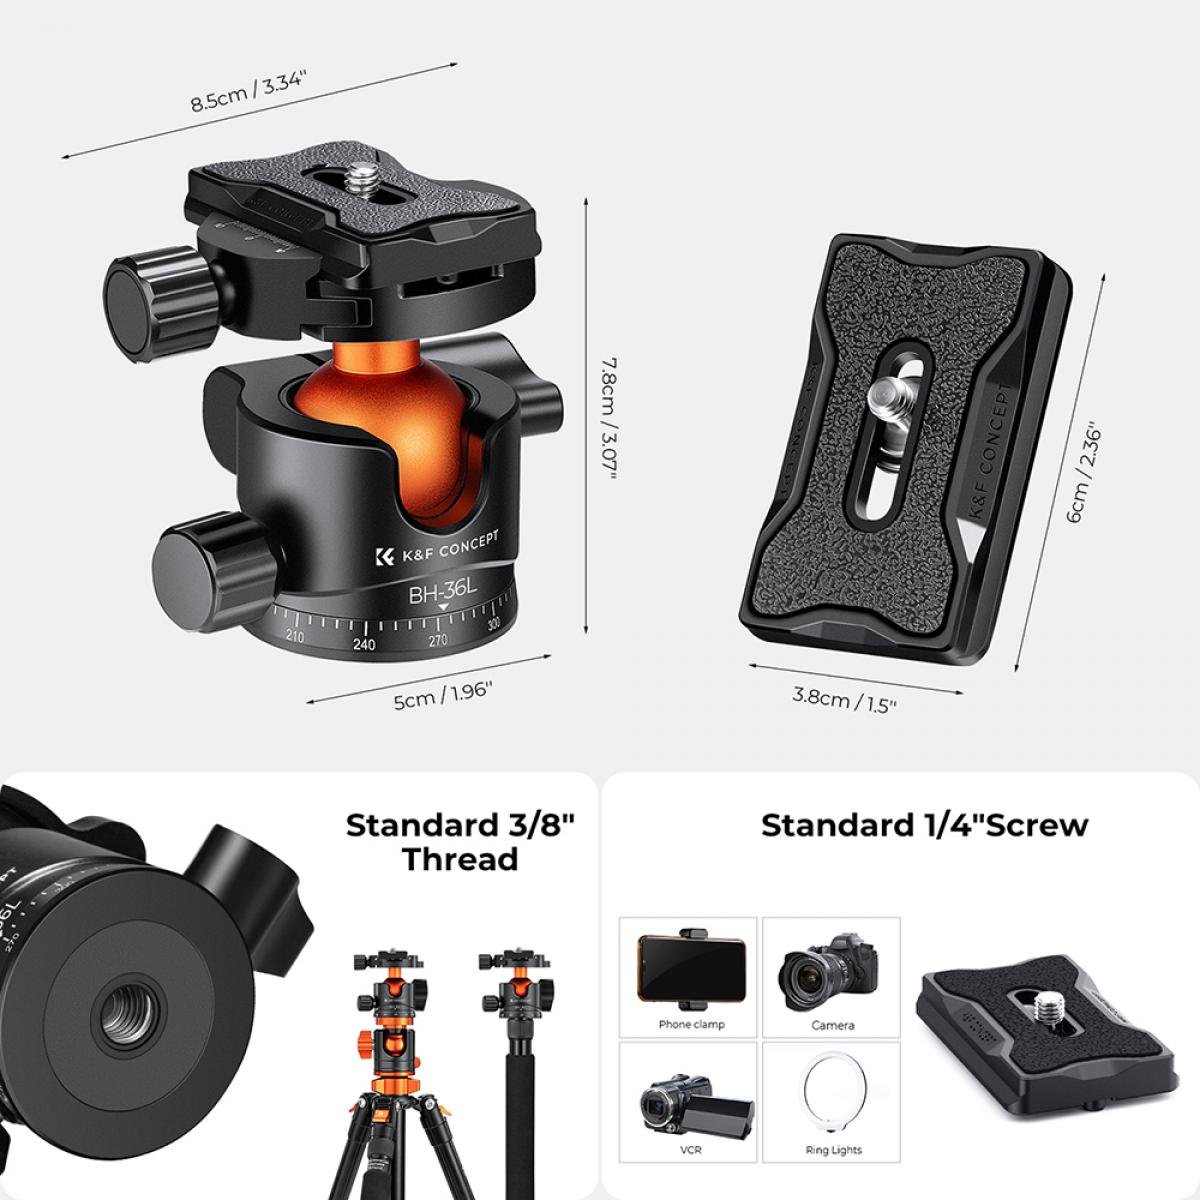 8.5cm / 3.34"
7.8cm / 3.07"
K&F CONCEPT
BH-36L
210 240 270 300
5cm / 1.96"
K&F CONCEPT
K&F CONCEPT
6cm / 2.36"
3.8cm / 1.5"
Standard 3/8"
Thread
270
Standard 1/4"Screw
Phone clamp
Camera
VCR
Ring Lights